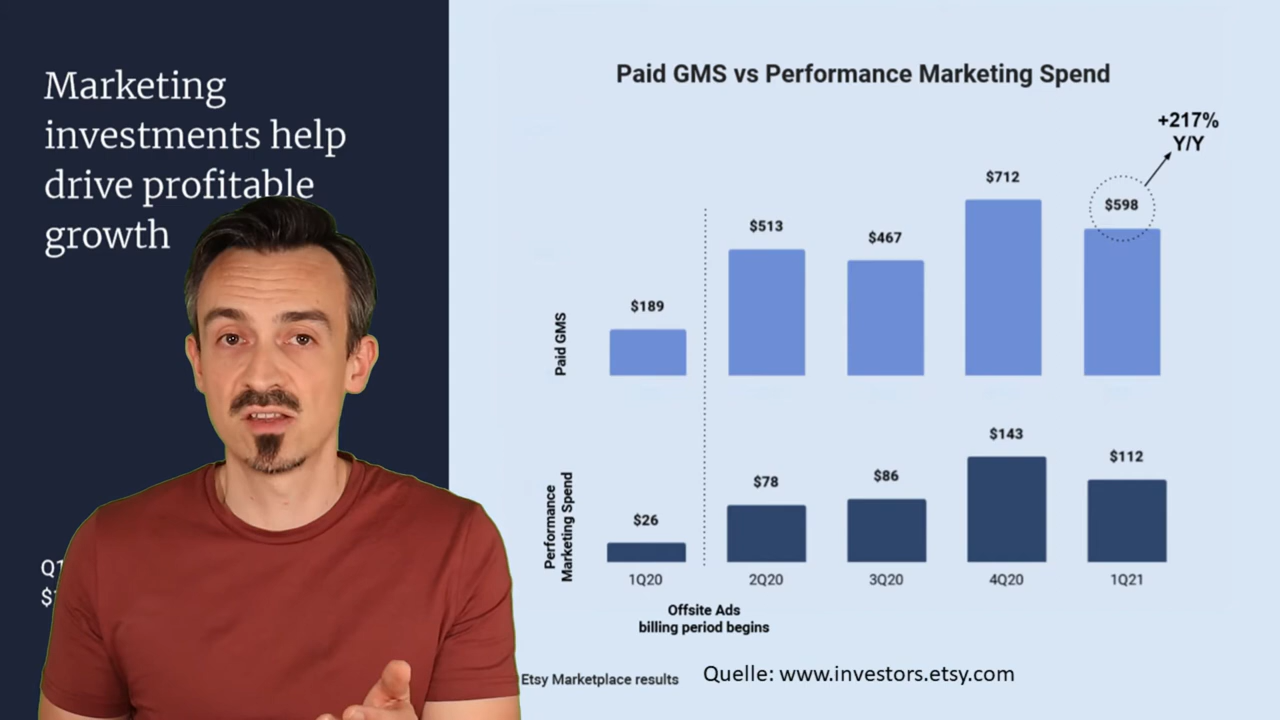 Marketing
investments help
drive profitable
growth
Paid GMS vs Performance Marketing Spend
+217%
Y/Y
$712
$598
$513
$467
$189
Paid GMS
$143
$112
$78
$86
$26
Performance
Marketing Spend
1Q20 2Q20 3Q20 4Q20 1Q21
Offsite Ads
billing period begins
Q1
$
Etsy Marketplace results
Quelle: www.investors.etsy.com